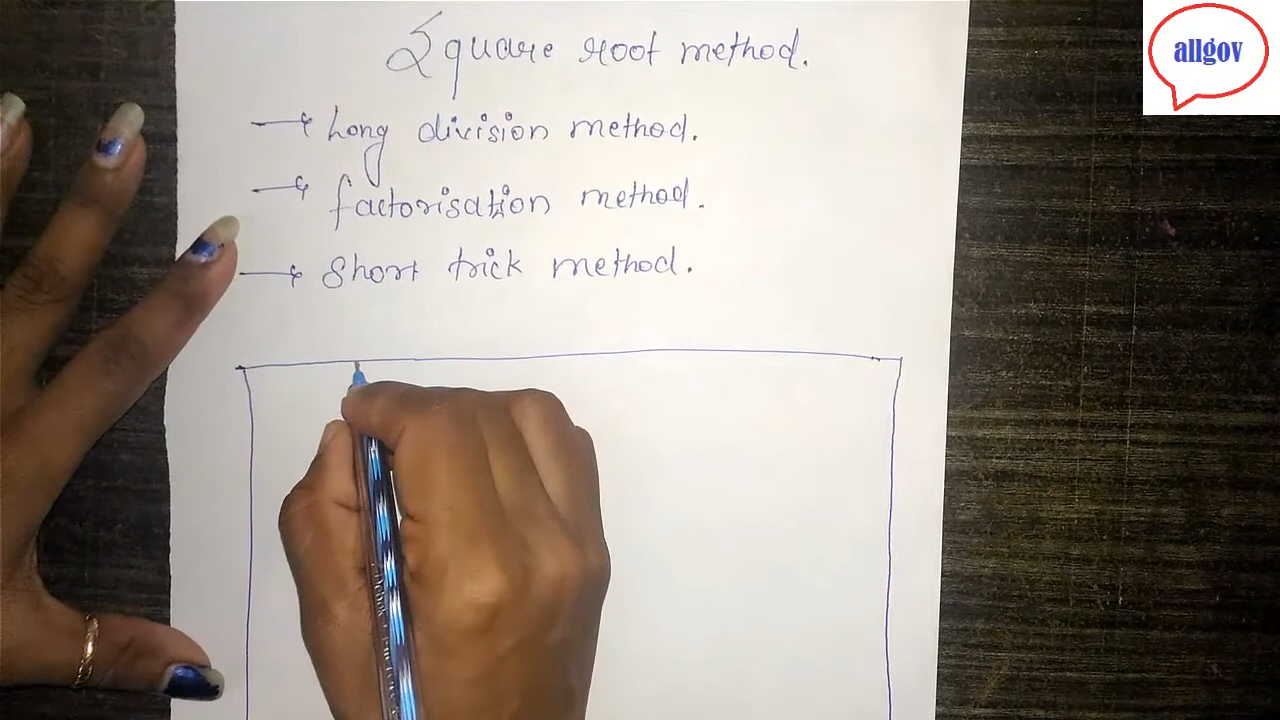 Square root method.
→ Long division method.
→ factorisation method.
→ Short trick method.
allgov